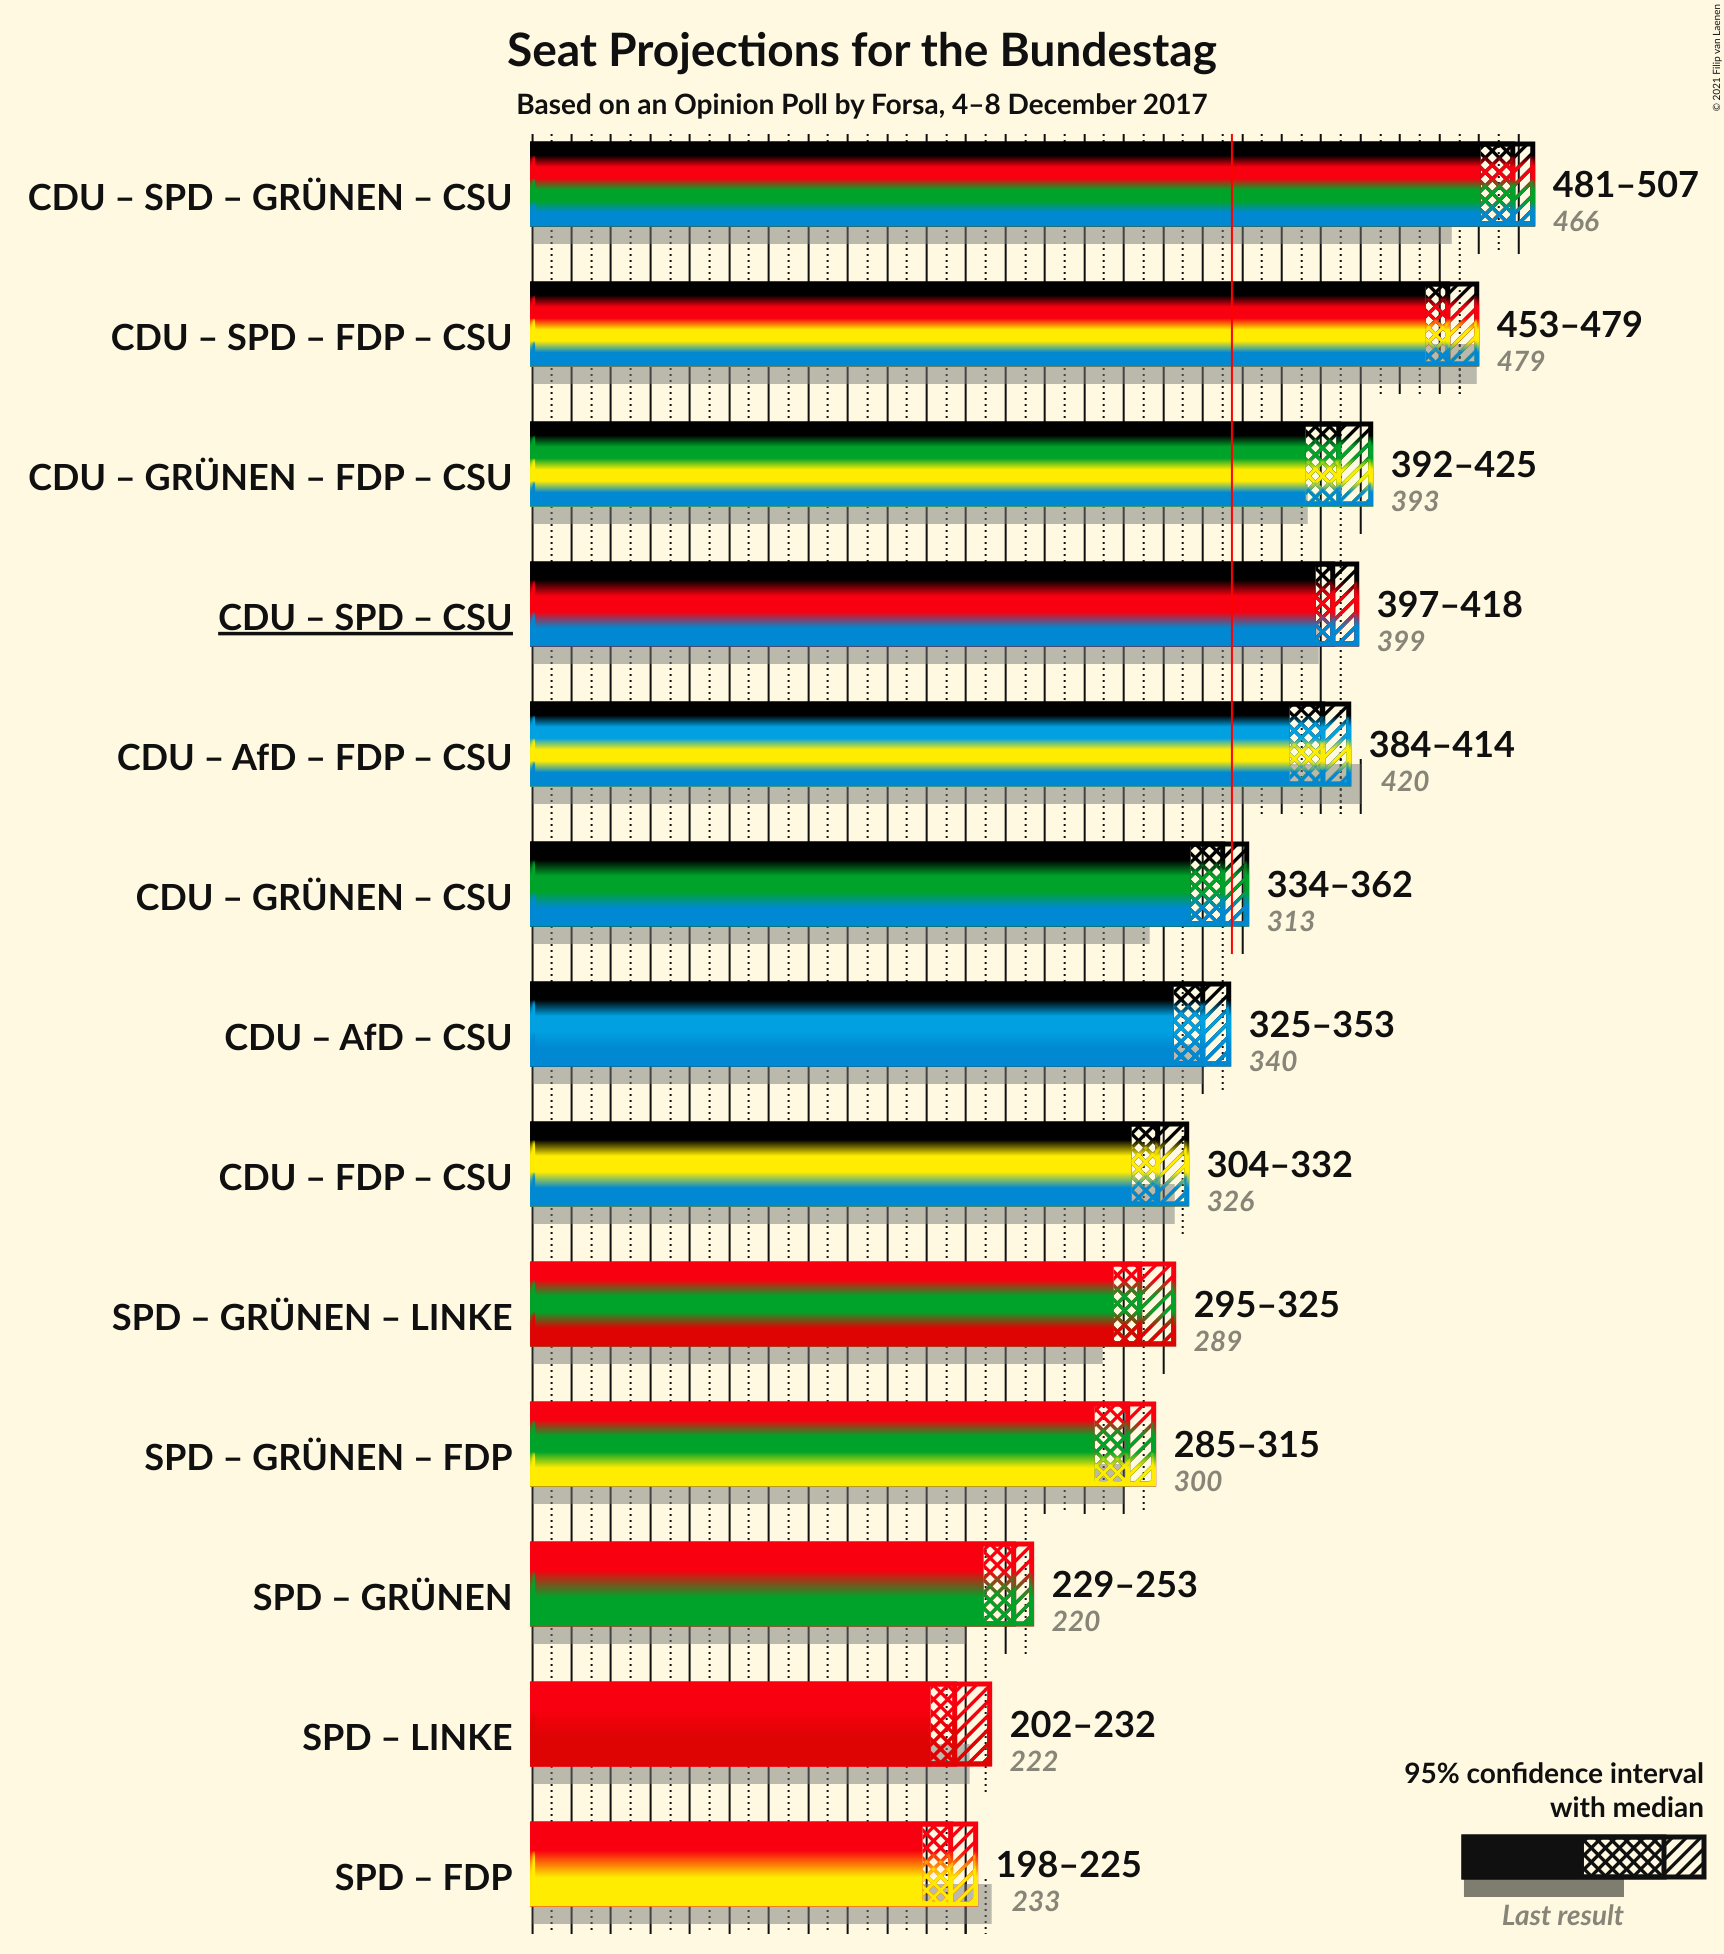 Seat Projections for the Bundestag
Based on an Opinion Poll by Forsa, 4–8 December 2017
© 2021 Filip van Laenen
CDU – SPD – GRÜNEN – CSU
481–507
466
CDU – SPD – FDP – CSU
453–479
479
CDU – GRÜNEN – FDP – CSU
392–425
393
CDU – SPD – CSU
397–418
399
CDU – AfD – FDP – CSU
384–414
420
CDU – GRÜNEN – CSU
334–362
313
CDU – AfD – CSU
325–353
340
CDU – FDP – CSU
304–332
326
SPD – GRÜNEN – LINKE
295–325
289
SPD – GRÜNEN – FDP
285–315
300
SPD – GRÜNEN
229–253
220
SPD – LINKE
202–232
222
SPD – FDP
198–225
233
95% confidence interval
with median
Last result